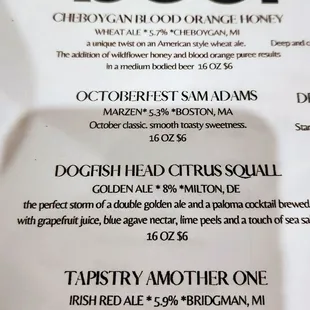 CHEBOYGAN BLOOD ORANGE HONEY
WHEAT ALE * 5.7% *CHEBOYGAN, MI
a unique twist on an American style wheat ale.
Deep and c
The addition of wildflower honey and blood orange puree results
in a medium bodied beer 16 OZ $6
OCTOBERFEST SAM ADAMS
MARZEN* 5.3% *BOSTON, MA
October classic. smooth toasty sweetness.
16 OZ $6
Star
DOGFISH HEAD CITRUS SQUALL
GOLDEN ALE * 8% *MILTON, DE
the perfect storm of a double golden ale and a paloma cocktail brewed
with grapefruit juice, blue agave nectar, lime peels and a touch of sea sa
16 OZ $6
TAPISTRY AMOTHER ONE
IRISH RED ALE * 5.9% *BRIDGMAN, MI